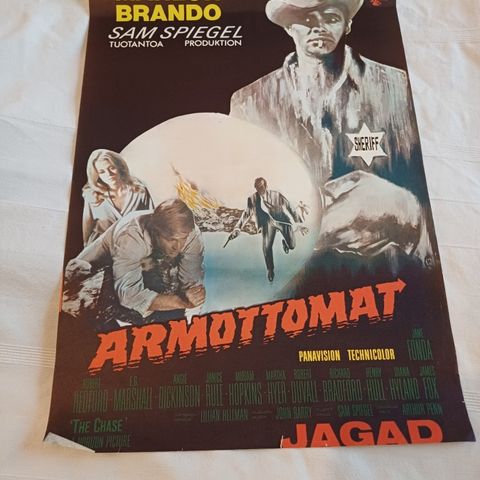 BRANDO
SAM SPIEGEL
TUOTANTOA PRODUKTION
SHERIFF
ARMOTTOMAT
PANAVISION TECHNICOLOR
JANE FONDA
ROBERT REDFORD
E.G. MARSHALL
ANGIE DICKINSON
JANICE RULE
MIRIAM HOPKINS
MARTHA HYER
ROBERT DUVALL
RICHARD BRADFORD
HENRY HULL
DIANA HYLAND
JAMES FOX
LILLIAN HELLMAN
JOHN BARRY
SAM SPIEGEL
ARTHUR PENN
'THE CHASE'
PICTURE
JAGAD